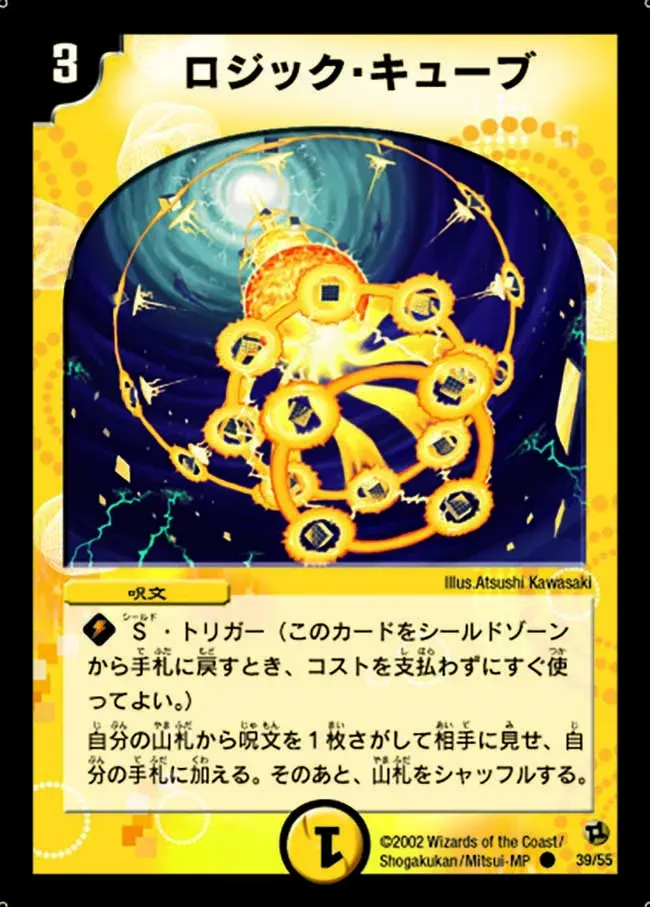 3
ロジック・キューブ
Illus.Atsushi Kawasaki
呪文
S・トリガー（このカードをシールドゾーン
から手札に戻すとき、コストを支払わずにすぐ使
ってよい。）
自分の山札から呪文を１枚さがして相手に見せ、自
分の手札に加える。そのあと、山札をシャッフルする。
1
©2002 Wizards of the Coast/
Shogakukan/Mitsui-MP
39/55